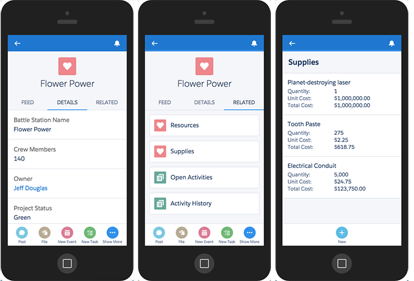 Flower Power
FEED DETAILS RELATED
Battle Station Name
Flower Power
Crew Members
140
Owner
Jeff Douglas
Project Status
Green
Post File New Event New Task Show More
Flower Power
FEED DETAILS RELATED
Resources
Supplies
Open Activities
Activity History
Post File New Event New Task Show More
Supplies
Planet-destroying laser
Quantity: 1
Unit Cost: $1,000,000.00
Total Cost: $1,000,000.00
Tooth Paste
Quantity: 275
Unit Cost: $2.25
Total Cost: $618.75
Electrical Conduit
Quantity: 5,000
Unit Cost: $24.75
Total Cost: $123,750.00
New